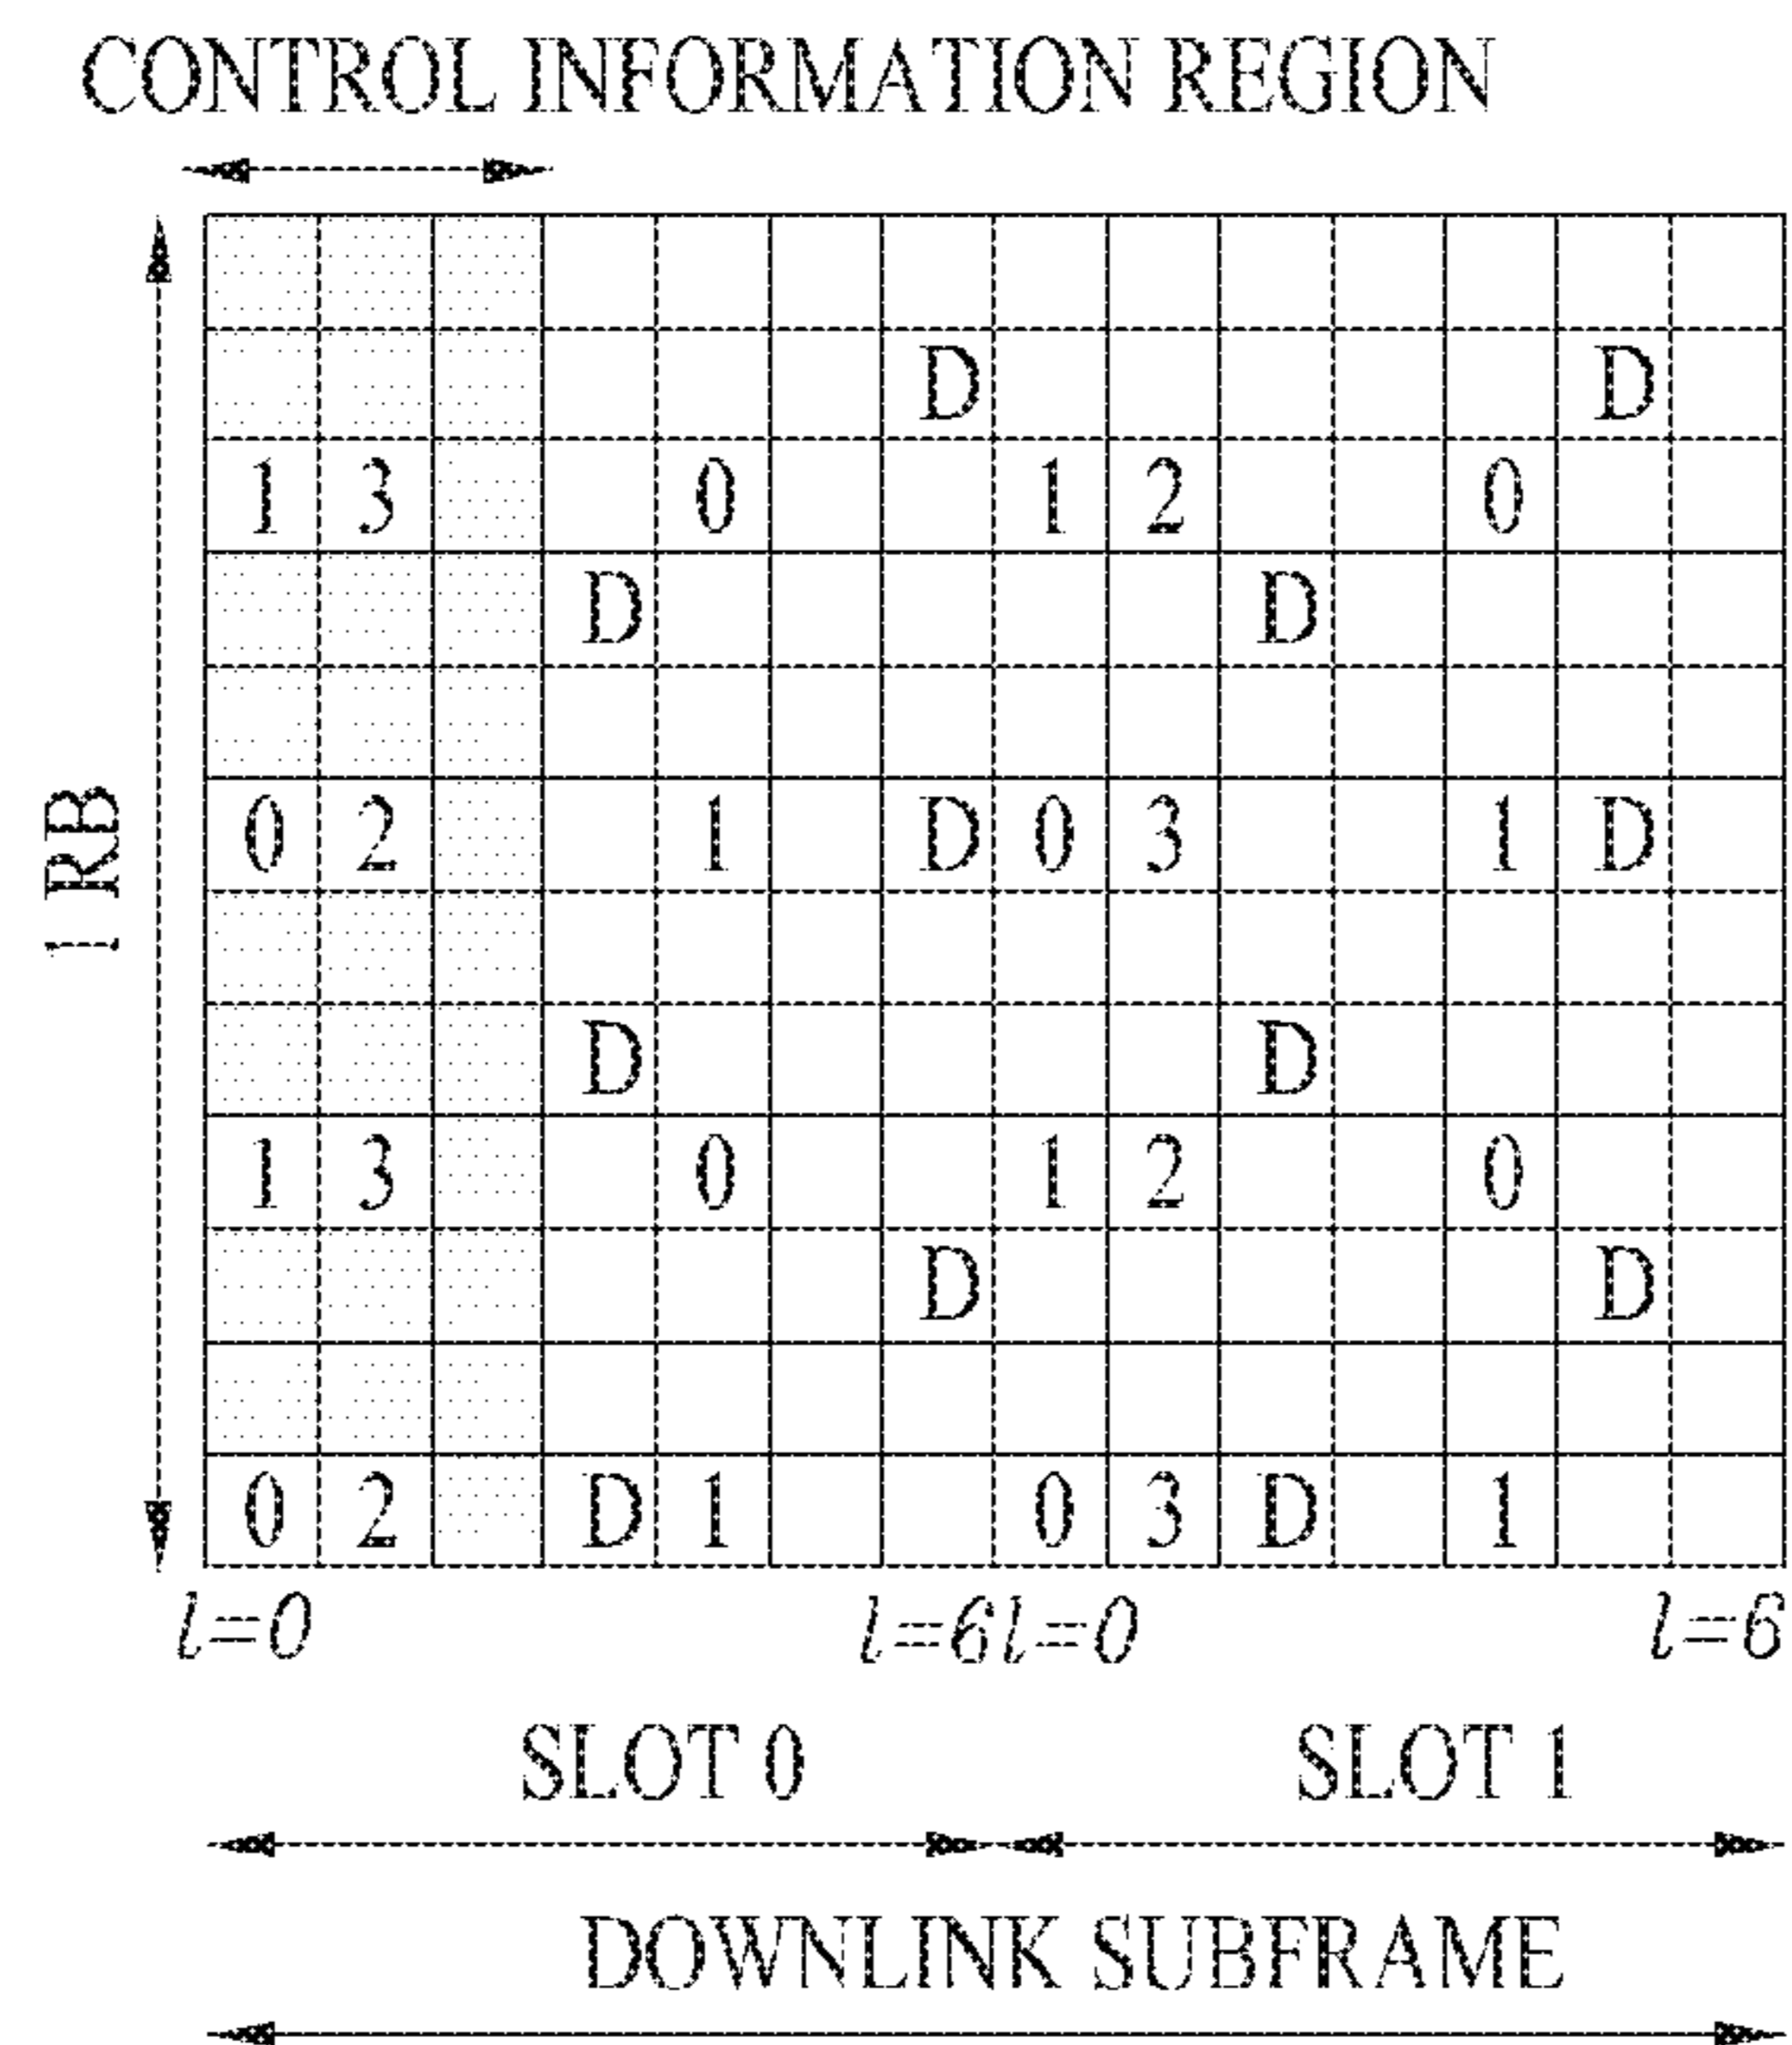 CONTROL INFORMATION REGION
D D
1 3 0 1 2 0
D D
1 RB
0 2 1 D 0 3 1 D
D D
1 3 0 1 2 0
D D
0 2 D 1 0 3 D 1
l=0 l=6 l=0 l=6
SLOT 0 SLOT 1
DOWNLINK SUBFRAME